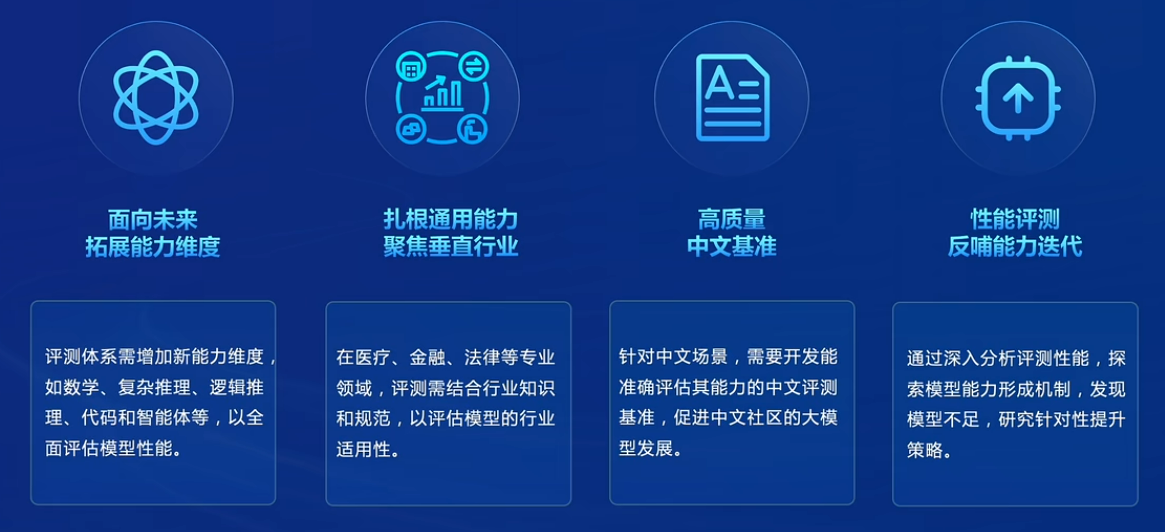 面向未来
拓展能力维度
评测体系需增加新能力维度，
如数学、复杂推理、逻辑推
理、代码和智能体等，以全
面评估模型性能。
扎根通用能力
聚焦垂直行业
在医疗、金融、法律等专业
领域，评测需结合行业知识
和规范，以评估模型的行业
适用性。
A
高质量
中文基准
针对中文场景，需要开发能
准确评估其能力的中文评测
基准，促进中文社区的大模
型发展。
性能评测
反哺能力迭代
通过深入分析评测性能，探
索模型能力形成机制，发现
模型不足，研究针对性提升
策略。